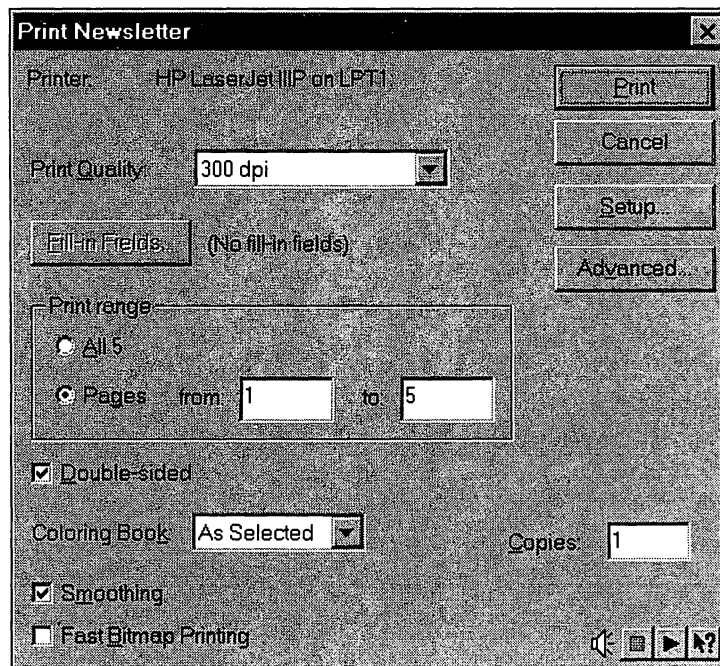 Print Newsletter
Printer: HP LaserJet IIIP on LPT1:
Print
Cancel
Print Quality: 300 dpi
Setup...
Fill-in Fields... (No fill-in fields)
Advanced...
Print range
All 5
Pages from 1 to 5
Double-sided
Coloring Book: As Selected
Copies: 1
Smoothing
Fast Bitmap Printing
?